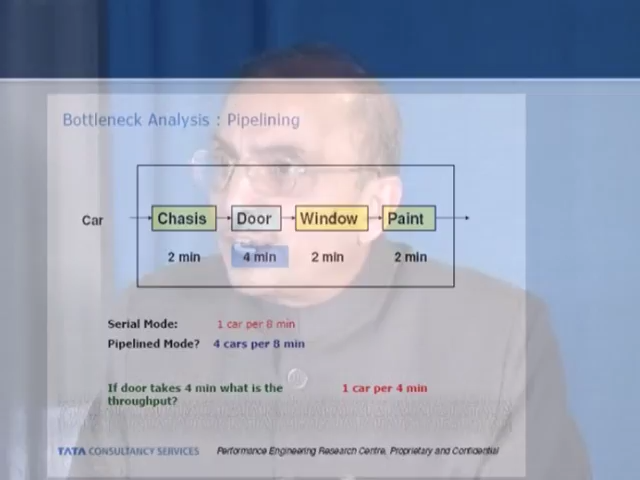 Bottleneck Analysis : Pipelining
Car Chasis Door Window Paint
2 min 4 min 2 min 2 min
Serial Mode: 1 car per 8 min
Pipelined Mode? 4 cars per 8 min
If door takes 4 min what is the 1 car per 4 min
throughput?
TATA CONSULTANCY SERVICES Performance Engineering Research Centre, Proprietary and Confidential